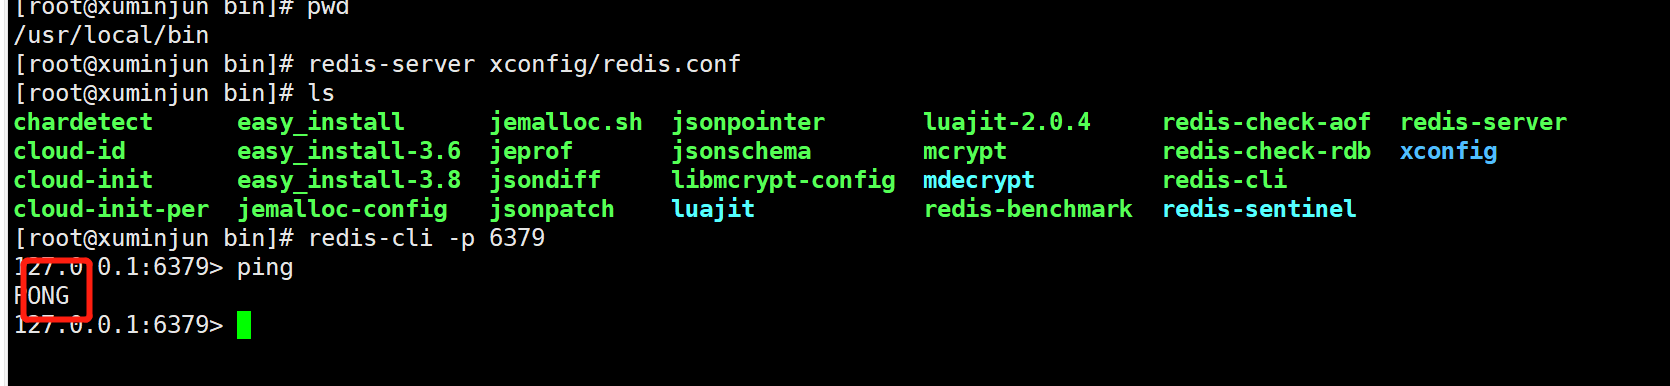 [root@xuminjun bin]# pwd
/usr/local/bin
[root@xuminjun bin]# redis-server xconfig/redis.conf
[root@xuminjun bin]# ls
chardetect easy_install jemalloc.sh jsonpointer luajit-2.0.4 redis-check-aof redis-server
cloud-id easy_install-3.6 jeprof jsonschema mcrypt redis-check-rdb xconfig
cloud-init easy_install-3.8 jsondiff libmcrypt-config mdecrypt redis-cli
cloud-init-per jemalloc-config jsonpatch luajit redis-benchmark redis-sentinel
[root@xuminjun bin]# redis-cli -p 6379
127.0.0.1:6379> ping
PONG
127.0.0.1:6379>